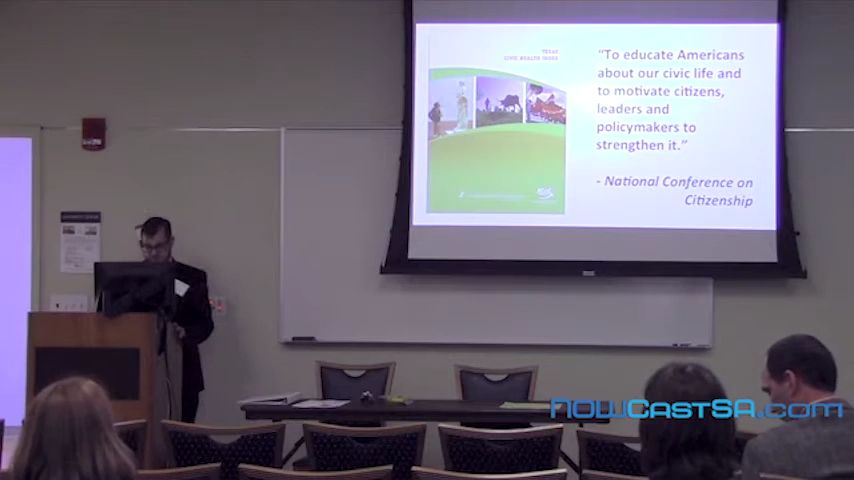 TEXAS
CIVIC HEALTH INDEX
“To educate Americans
about our civic life and
to motivate citizens,
leaders and
policymakers to
strengthen it.”
- National Conference on
Citizenship
nowCastSA.com